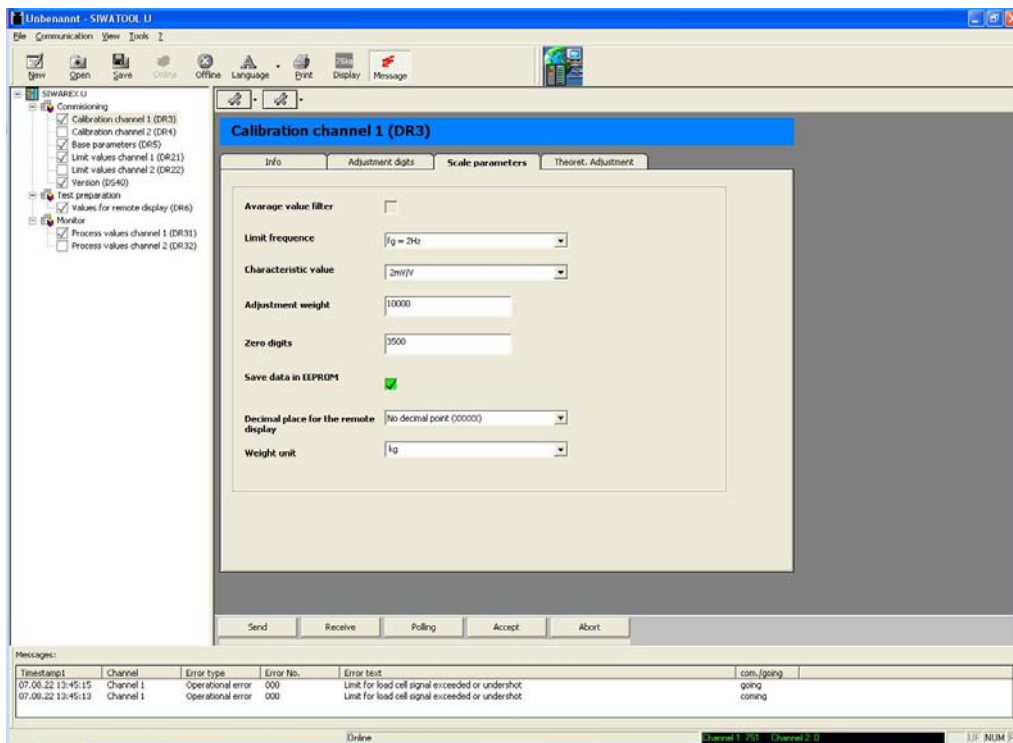 Unbenannt - SIWATOOL U
File Communication View Tools ?
New Open Save Online Offline Language Print Display Message
SIWAREX U
Commisioning
Calibration channel 1 (DR3)
Calibration channel 2 (DR4)
Base parameters (DR5)
Limit values channel 1 (DR21)
Limit values channel 2 (DR22)
Version (DS40)
Test preparation
Values for remote display (DR6)
Monitor
Process values channel 1 (DR31)
Process values channel 2 (DR32)
Calibration channel 1 (DR3)
Info Adjustment digits Scale parameters Theoret. Adjustment
Avarage value filter
Limit frequence fg = 2Hz
Characteristic value 2mV/V
Adjustment weight 10000
Zero digits 3500
Save data in EEPROM
Decimal place for the remote display No decimal point (XXXXX)
Weight unit kg
Send Receive Polling Accept Abort
Messages:
Timestamp1 Channel Error type Error No. Error text com./going
07.08.22 13:45:15 Channel 1 Operational error 000 Limit for load cell signal exceeded or undershot going
07.08.22 13:45:13 Channel 1 Operational error 000 Limit for load cell signal exceeded or undershot coming
Online Channel 1: 751 Channel 2: 0 NUM